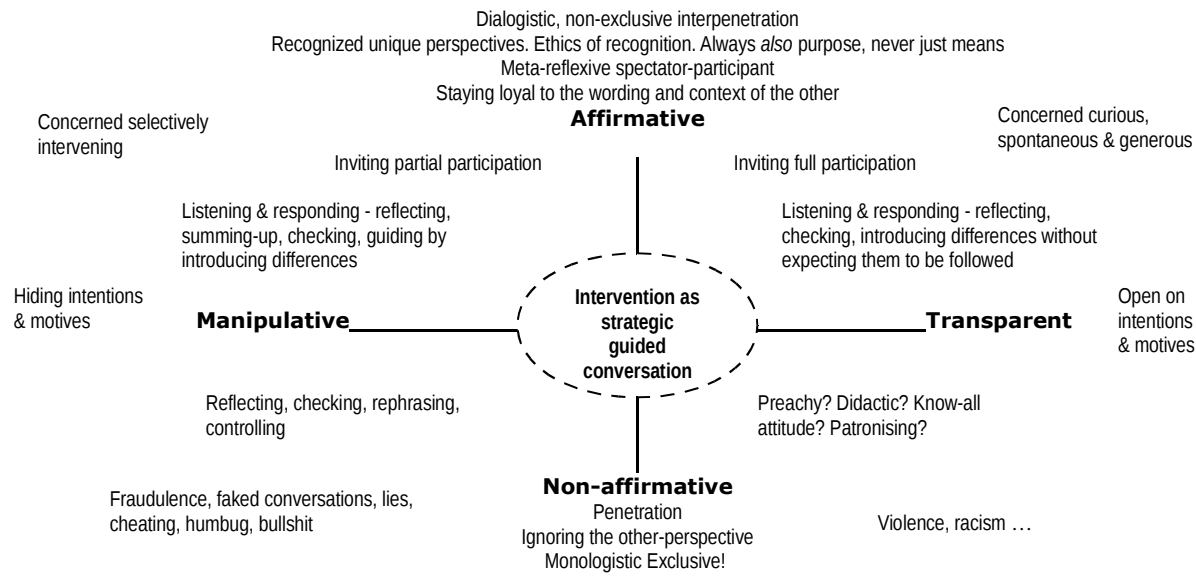 Dialogistic, non-exclusive interpenetration
Recognized unique perspectives. Ethics of recognition. Always also purpose, never just means
Meta-reflexive spectator-participant
Staying loyal to the wording and context of the other
Affirmative
Concerned selectively
intervening
Concerned curious,
spontaneous & generous
Inviting partial participation
Inviting full participation
Listening & responding - reflecting,
summing-up, checking, guiding by
introducing differences
Listening & responding - reflecting,
checking, introducing differences without
expecting them to be followed
Hiding intentions
& motives
Manipulative
Intervention as
strategic
guided
conversation
Transparent
Open on
intentions
& motives
Reflecting, checking, rephrasing,
controlling
Preachy? Didactic? Know-all
attitude? Patronising?
Fraudulence, faked conversations, lies,
cheating, humbug, bullshit
Non-affirmative
Penetration
Ignoring the other-perspective
Monologistic Exclusive!
Violence, racism …